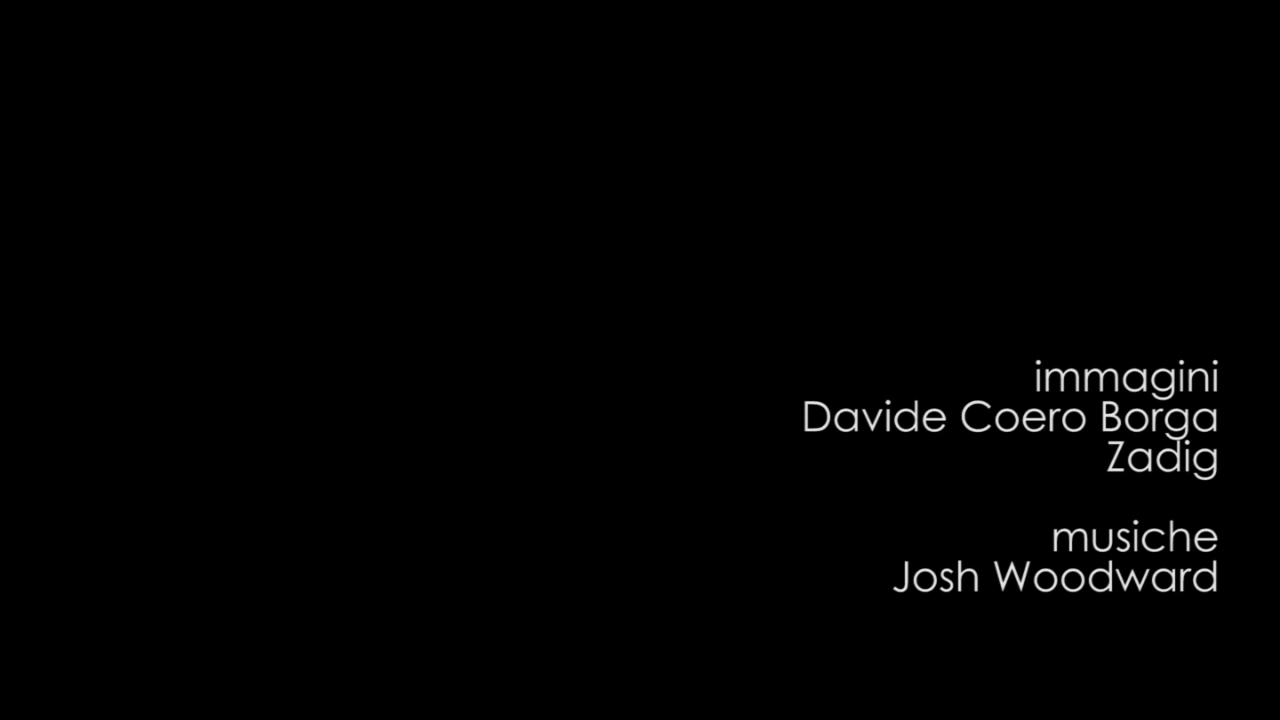 immagini
Davide Coero Borga
Zadig
musiche
Josh Woodward